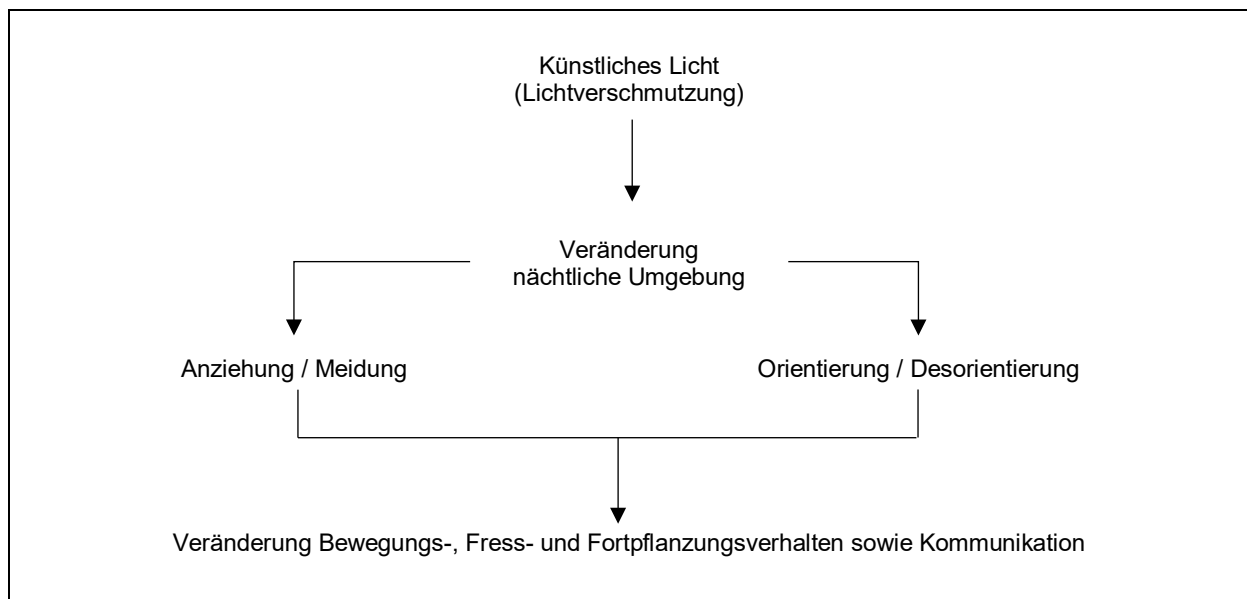 Künstliches Licht
(Lichtverschmutzung)
Veränderung
nächtliche Umgebung
Anziehung / Meidung
Orientierung / Desorientierung
Veränderung Bewegungs-, Fress- und Fortpflanzungsverhalten sowie Kommunikation